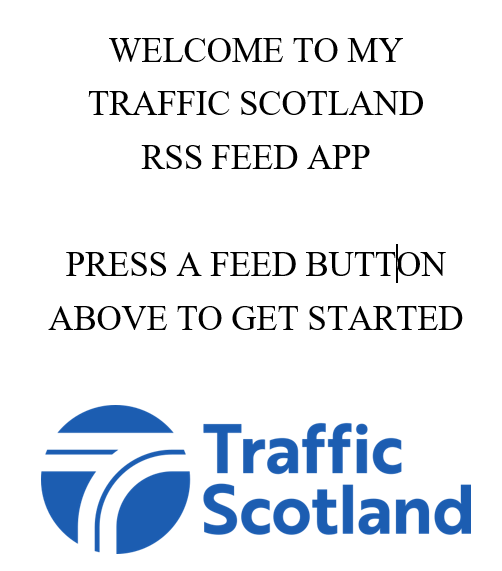 WELCOME TO MY
TRAFFIC SCOTLAND
RSS FEED APP
PRESS A FEED BUTTON
ABOVE TO GET STARTED
Traffic
Scotland